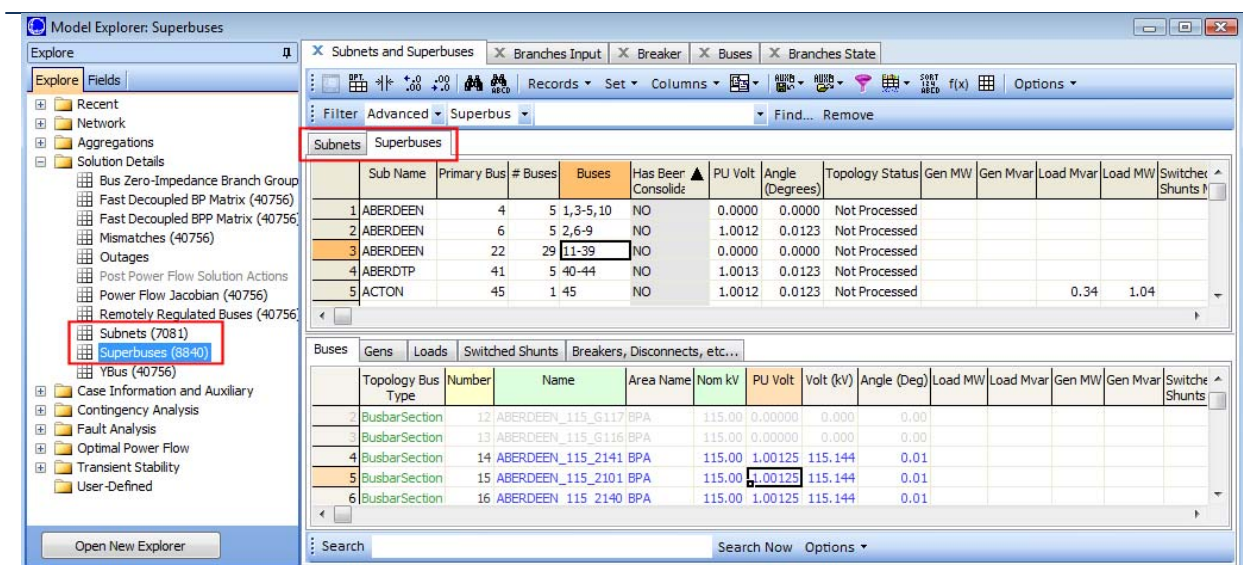 Model Explorer: Superbuses
Explore
Explore Fields
Recent
Network
Aggregations
Solution Details
Bus Zero-Impedance Branch Group
Fast Decoupled BP Matrix (40756)
Fast Decoupled BPP Matrix (40756)
Mismatches (40756)
Outages
Post Power Flow Solution Actions
Power Flow Jacobian (40756)
Remotely Regulated Buses (40756)
Subnets (7081)
Superbuses (8840)
YBus (40756)
Case Information and Auxiliary
Contingency Analysis
Fault Analysis
Optimal Power Flow
Transient Stability
User-Defined
Open New Explorer
X Subnets and Superbuses X Branches Input X Breaker X Buses X Branches State
Records Set Columns f(x) Options
Filter Advanced Superbus Find... Remove
Subnets Superbuses
Sub Name Primary Bus # Buses Buses Has Been Consolida PU Volt Angle (Degrees) Topology Status Gen MW Gen Mvar Load Mvar Load MW Switched Shunts M
1 ABERDEEN 4 5 1,3-5,10 NO 0.0000 0.0000 Not Processed
2 ABERDEEN 6 5 2,6-9 NO 1.0012 0.0123 Not Processed
3 ABERDEEN 22 29 11-39 NO 0.0000 0.0000 Not Processed
4 ABERDTP 41 5 40-44 NO 1.0013 0.0123 Not Processed
5 ACTON 45 1 45 NO 1.0012 0.0123 Not Processed 0.34 1.04
Buses Gens Loads Switched Shunts Breakers, Disconnects, etc...
Topology Bus Type Number Name Area Name Nom kV PU Volt Volt (kV) Angle (Deg) Load MW Load Mvar Gen MW Gen Mvar Switche Shunts
2 BusbarSection 12 ABERDEEN_115_G117 BPA 115.00 0.00000 0.000 0.00
3 BusbarSection 13 ABERDEEN_115_G116 BPA 115.00 0.00000 0.000 0.00
4 BusbarSection 14 ABERDEEN_115_2141 BPA 115.00 1.00125 115.144 0.01
5 BusbarSection 15 ABERDEEN_115_2101 BPA 115.00 1.00125 115.144 0.01
6 BusbarSection 16 ABERDEEN_115_2140 BPA 115.00 1.00125 115.144 0.01
Search Search Now Options